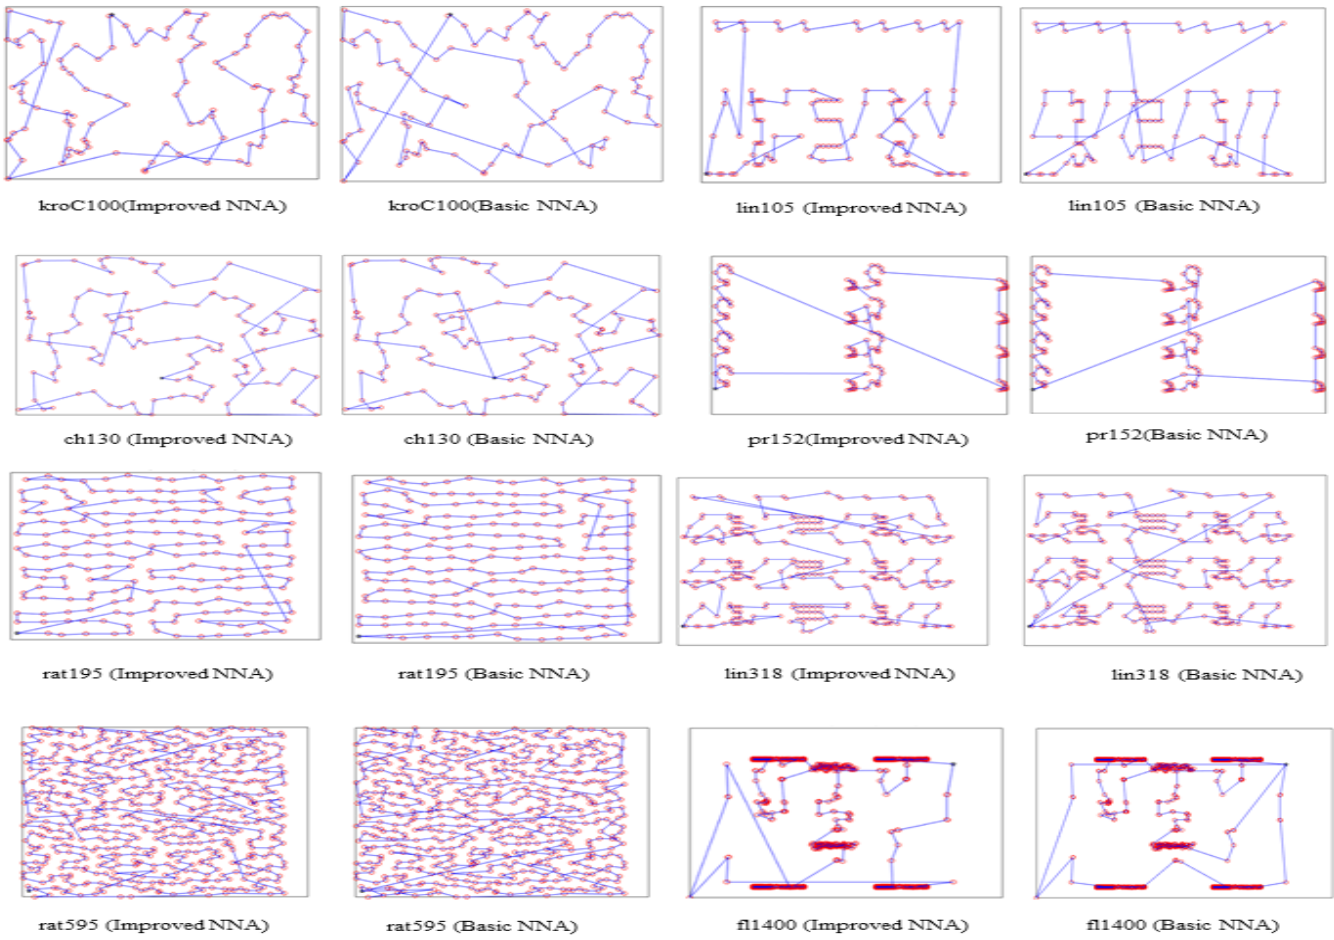 kroC100(Improved NNA)
kroC100(Basic NNA)
lin105 (Improved NNA)
lin105 (Basic NNA)
ch130 (Improved NNA)
ch130 (Basic NNA)
pr152(Improved NNA)
pr152(Basic NNA)
rat195 (Improved NNA)
rat195 (Basic NNA)
lin318 (Improved NNA)
lin318 (Basic NNA)
rat595 (Improved NNA)
rat595 (Basic NNA)
fl1400 (Improved NNA)
fl1400 (Basic NNA)